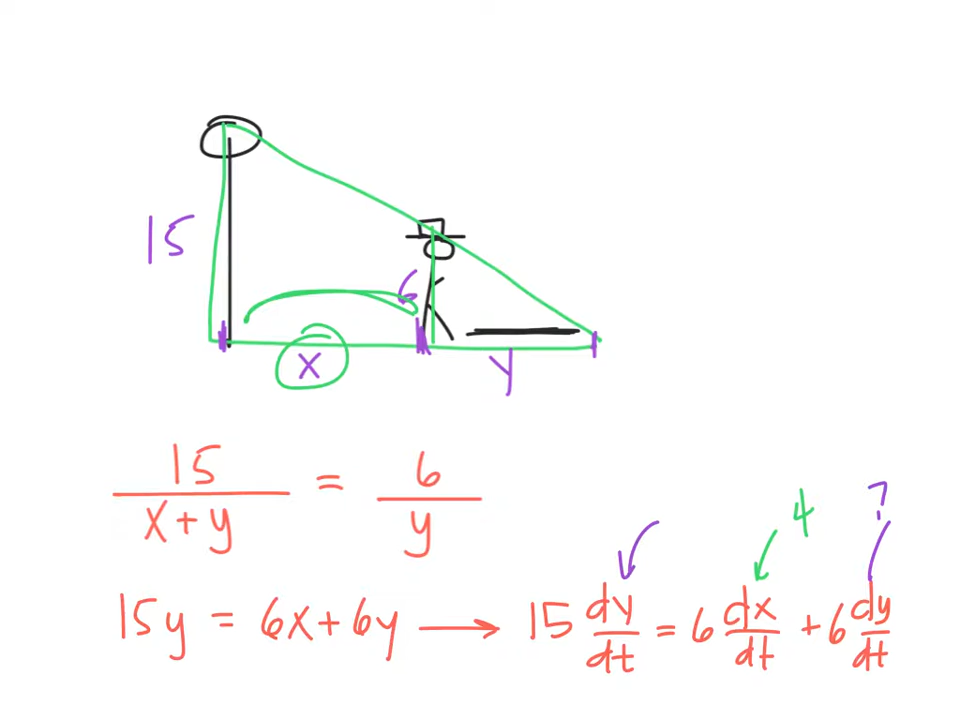 15
6
x
y
15/(x+y) = 6/y
4 ?
15y = 6x+6y → 15 dy/dt = 6 dx/dt + 6 dy/dt